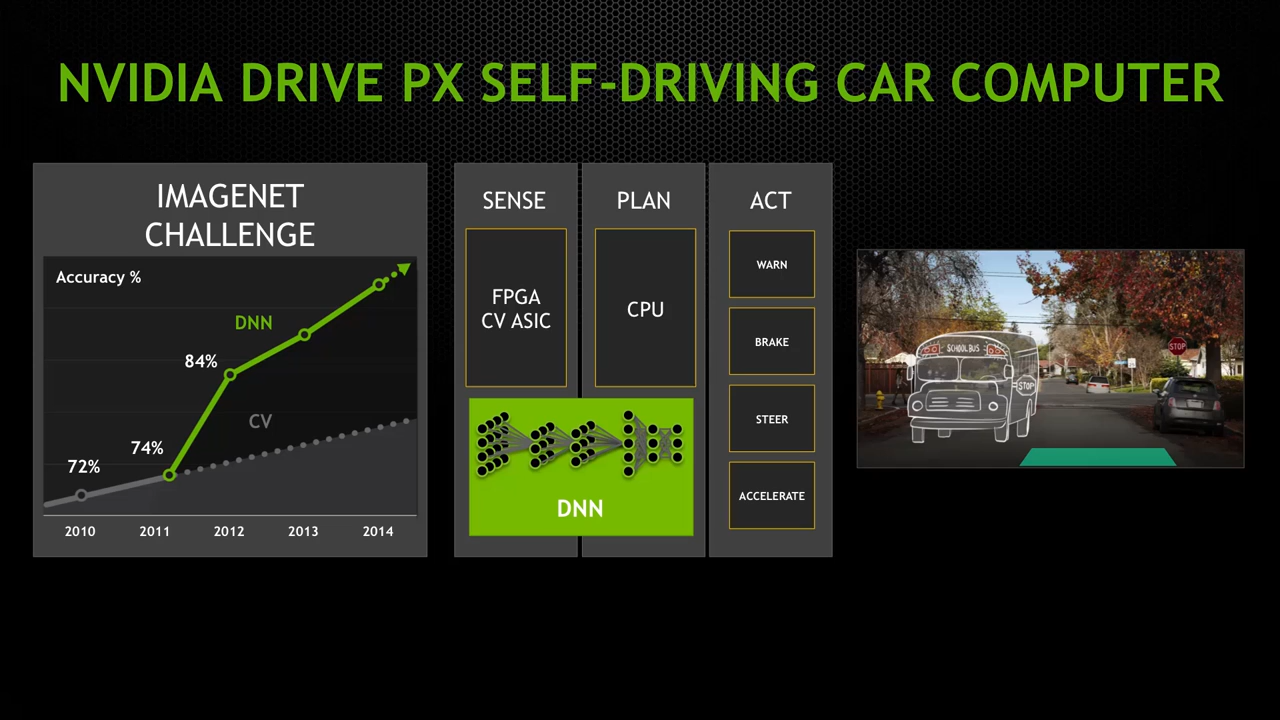 NVIDIA DRIVE PX SELF-DRIVING CAR COMPUTER
IMAGENET
CHALLENGE
Accuracy %
DNN
84%
CV
74%
72%
2010
2011
2012
2013
2014
SENSE
FPGA
CV ASIC
PLAN
CPU
DNN
ACT
WARN
BRAKE
STEER
ACCELERATE
SCHOOL BUS
STOP
STOP